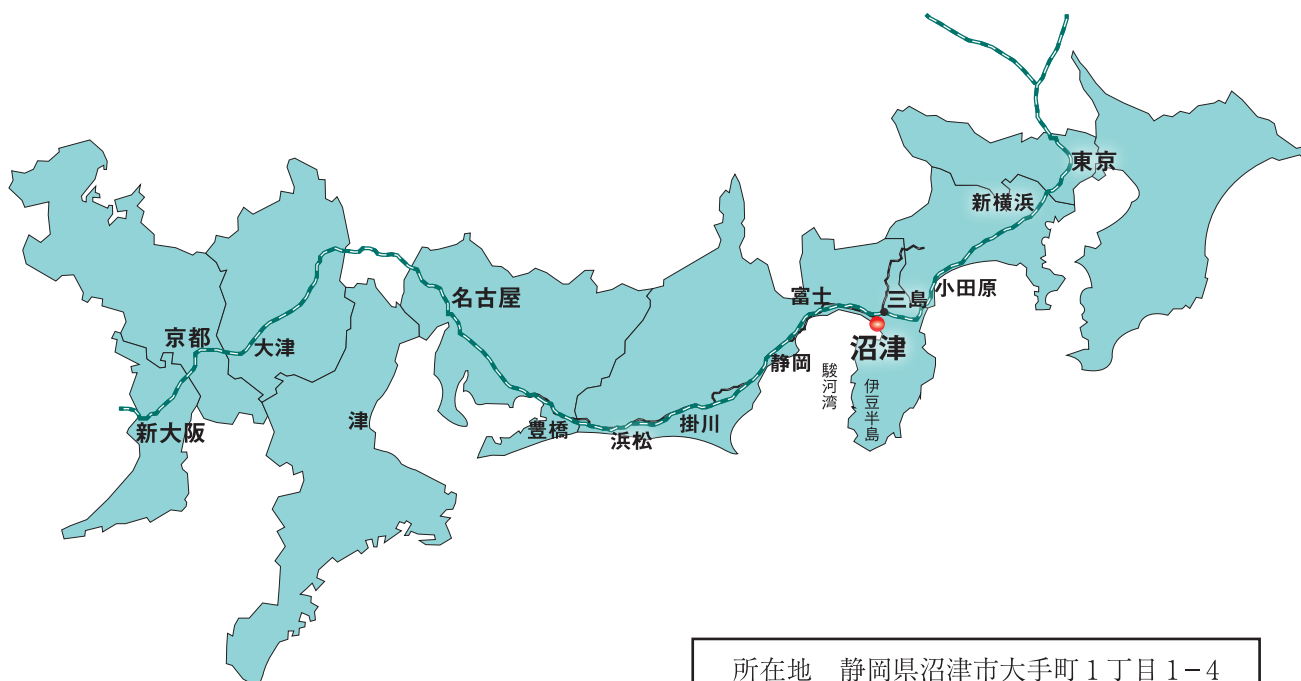 東京
新横浜
小田原
三島
富士
沼津
静岡
駿河湾
伊豆半島
掛川
浜松
豊橋
名古屋
津
大津
京都
新大阪
所在地 静岡県沼津市大手町1丁目1-4